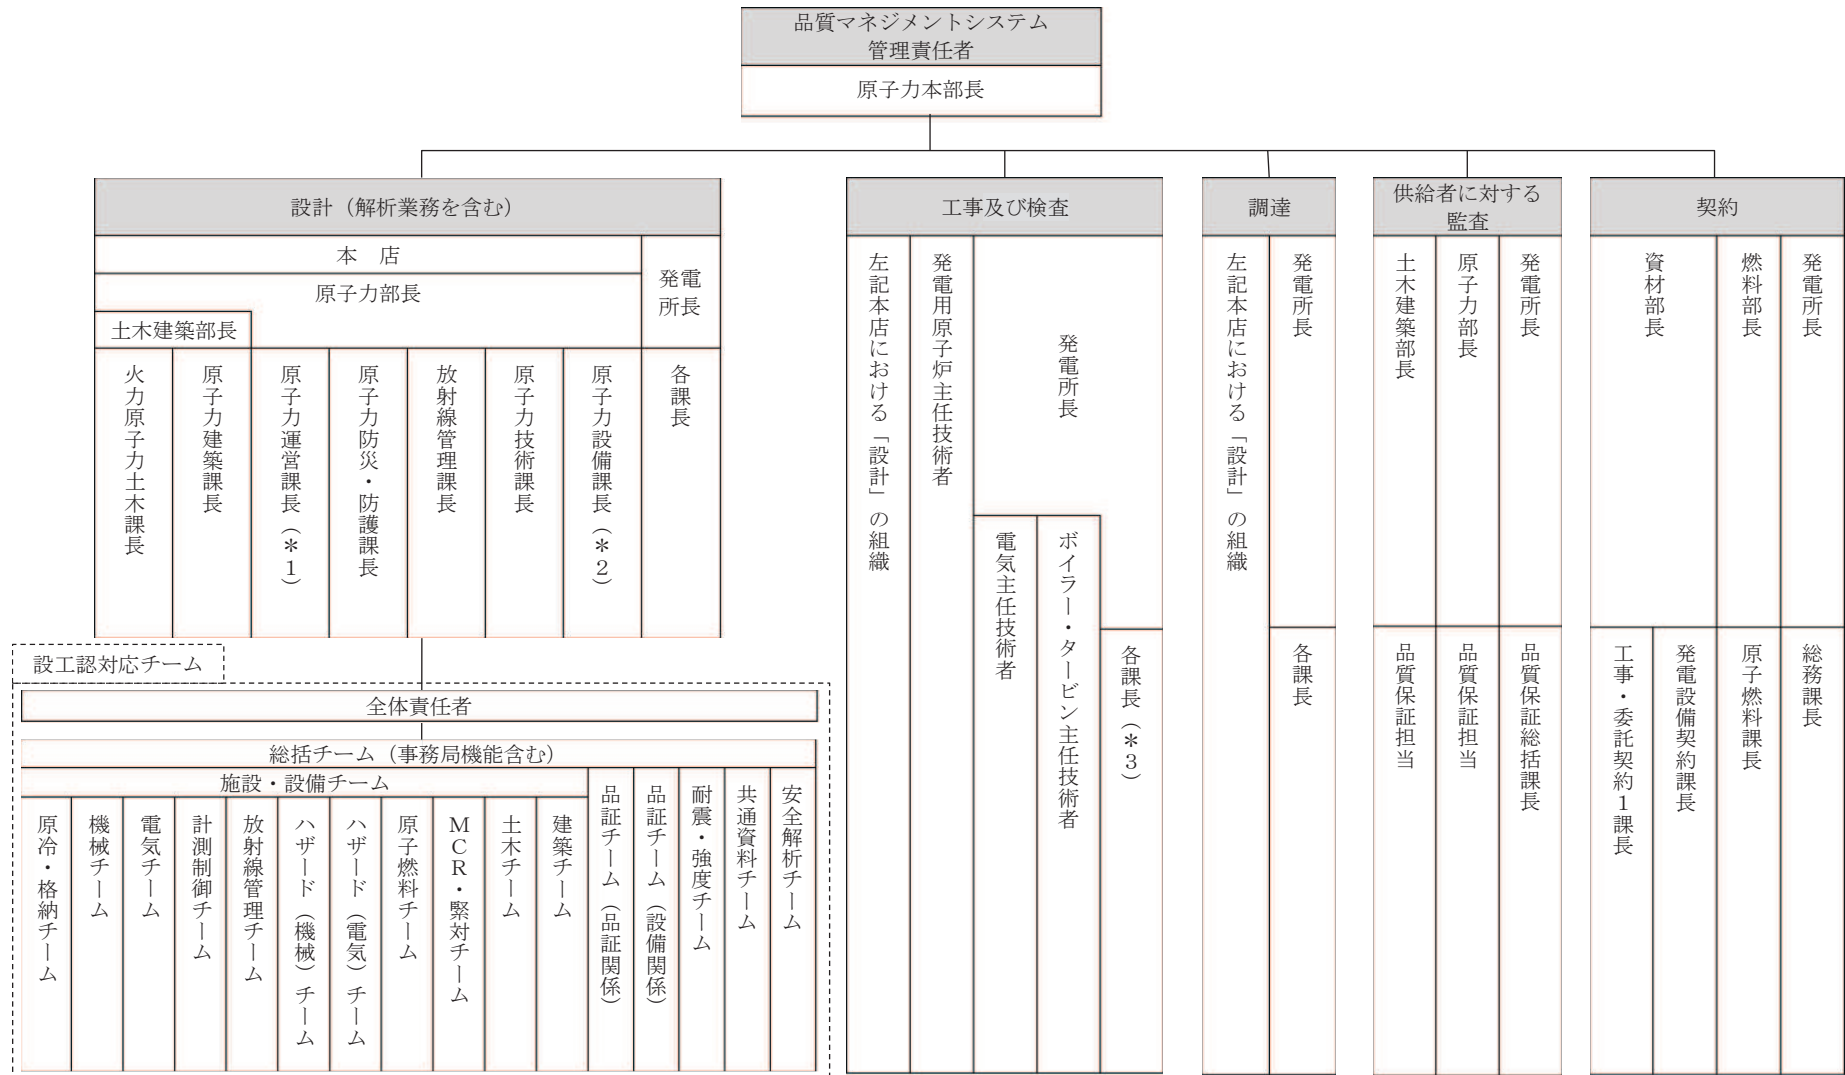 品質マネジメントシステム
管理責任者
原子力本部長
設計（解析業務を含む）
本　店
原子力部長
土木建築部長
発電
所長
火力原子力土木課長
原子力建築課長
原子力運営課長（＊１）
原子力防災・防護課長
放射線管理課長
原子力技術課長
原子力設備課長（＊２）
各課長
設工認対応チーム
全体責任者
総括チーム（事務局機能含む）
施設・設備チーム
原冷・格納チーム
機械チーム
電気チーム
計測制御チーム
放射線管理チーム
ハザード（機械）チーム
ハザード（電気）チーム
原子燃料チーム
ＭＣＲ・緊対チーム
土木チーム
建築チーム
品証チーム（品証関係）
品証チーム（設備関係）
耐震・強度チーム
共通資料チーム
安全解析チーム
工事及び検査
左記本店における「設計」の組織
発電用原子炉主任技術者
発電所長
電気主任技術者
ボイラー・タービン主任技術者
各課長（＊３）
調達
左記本店における「設計」の組織
発電所長
各課長
供給者に対する
監査
土木建築部長
原子力部長
発電所長
品質保証担当
品質保証担当
品質保証総括課長
契約
資材部長
燃料部長
発電所長
工事・委託契約１課長
発電設備契約課長
原子燃料課長
総務課長